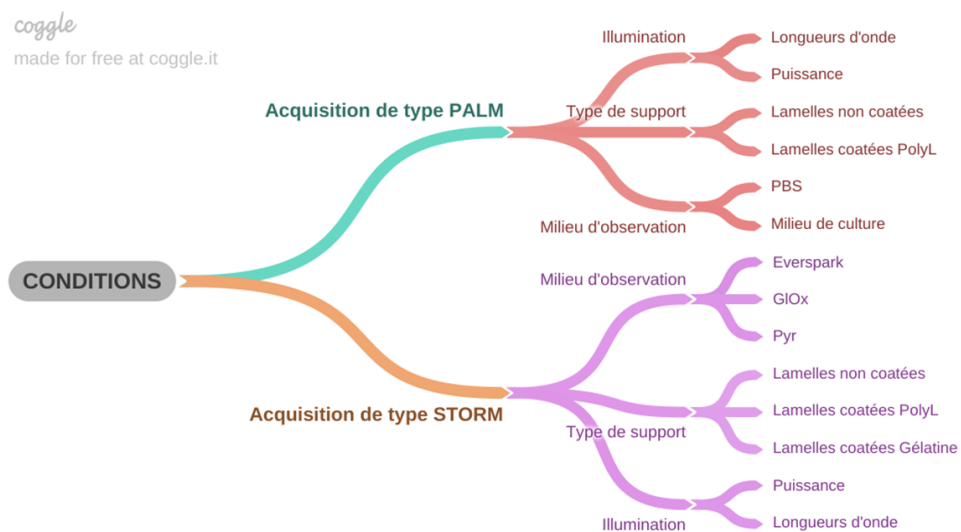 coggle
made for free at coggle.it
CONDITIONS
Acquisition de type PALM
Illumination
Longueurs d'onde
Puissance
Type de support
Lamelles non coatées
Lamelles coatées PolyL
Milieu d'observation
PBS
Milieu de culture
Acquisition de type STORM
Milieu d'observation
Everspark
GlOx
Pyr
Type de support
Lamelles non coatées
Lamelles coatées PolyL
Lamelles coatées Gélatine
Illumination
Puissance
Longueurs d'onde